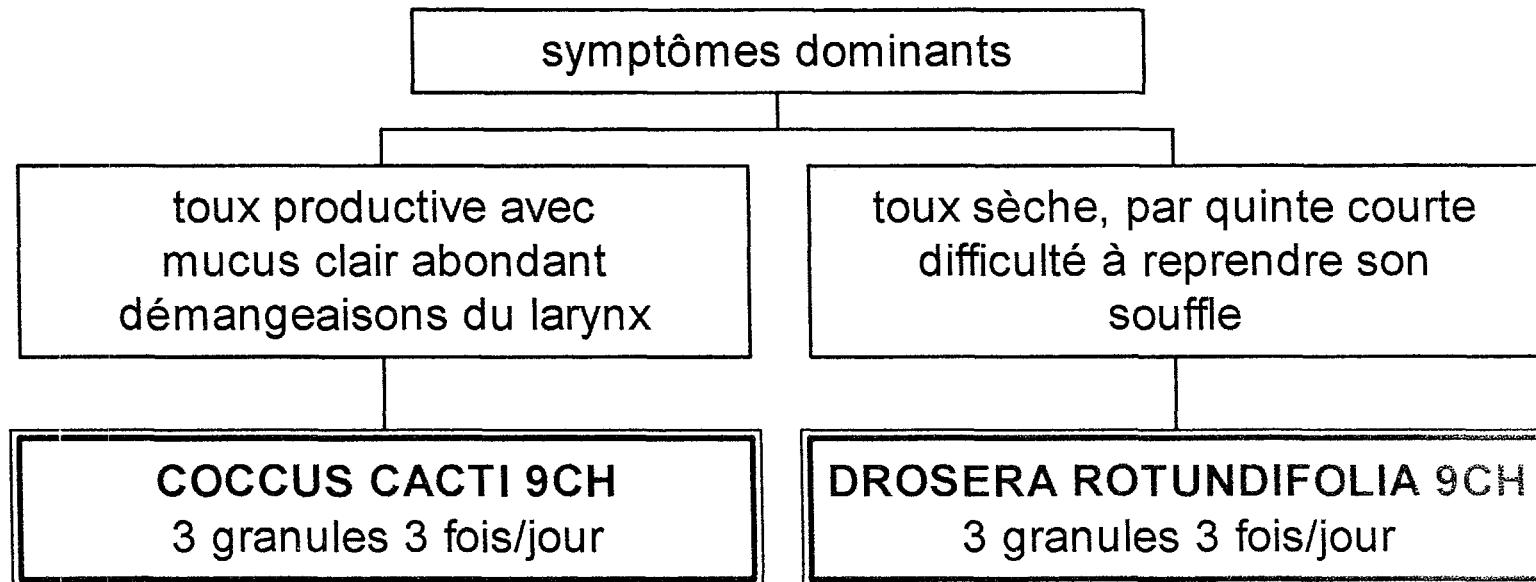 symptômes dominants
toux productive avec
mucus clair abondant
démangeaisons du larynx
toux sèche, par quinte courte
difficulté à reprendre son
souffle
COCCUS CACTI 9CH
3 granules 3 fois/jour
DROSERA ROTUNDIFOLIA 9CH
3 granules 3 fois/jour